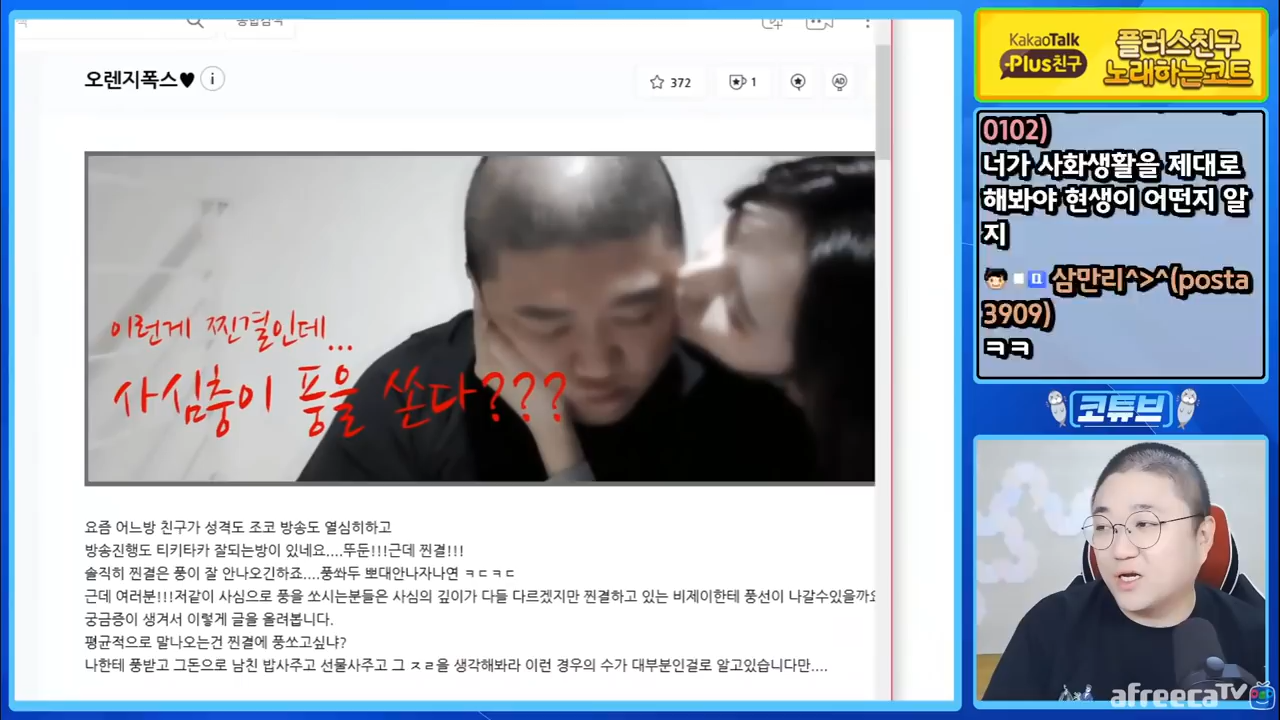 통합검색
오렌지폭스♥ i
372
1
AD
이런게 찐결인데...
사심충이 풍을 쏜다???
요즘 어느방 친구가 성격도 조코 방송도 열심히하고
방송진행도 티키타카 잘되는방이 있네요....뚜둔!!!근데 찐결!!!
솔직히 찐결은 풍이 잘 안나오긴하죠....풍쏴두 뽀대안나자나연 ㅋㄷㅋㄷ
근데 여러분!!!저같이 사심으로 풍을 쏘시는분들은 사심의 깊이가 다들 다르겠지만 찐결하고 있는 비제이한테 풍선이 나갈수있을까요
궁금증이 생겨서 이렇게 글을 올려봅니다.
평균적으로 말나오는건 찐결에 풍쏘고싶냐?
나한테 풍받고 그돈으로 남친 밥사주고 선물사주고 그 ㅈㄹ을 생각해봐라 이런 경우의 수가 대부분인걸로 알고있습니다만....
KakaoTalk
Plus친구
플러스친구
노래하는코트
0102)
너가 사화생활을 제대로
해봐야 현생이 어떤지 알
지
삼만리^>^(posta
3909)
ㅋㅋ
코튜브
afreecaTV